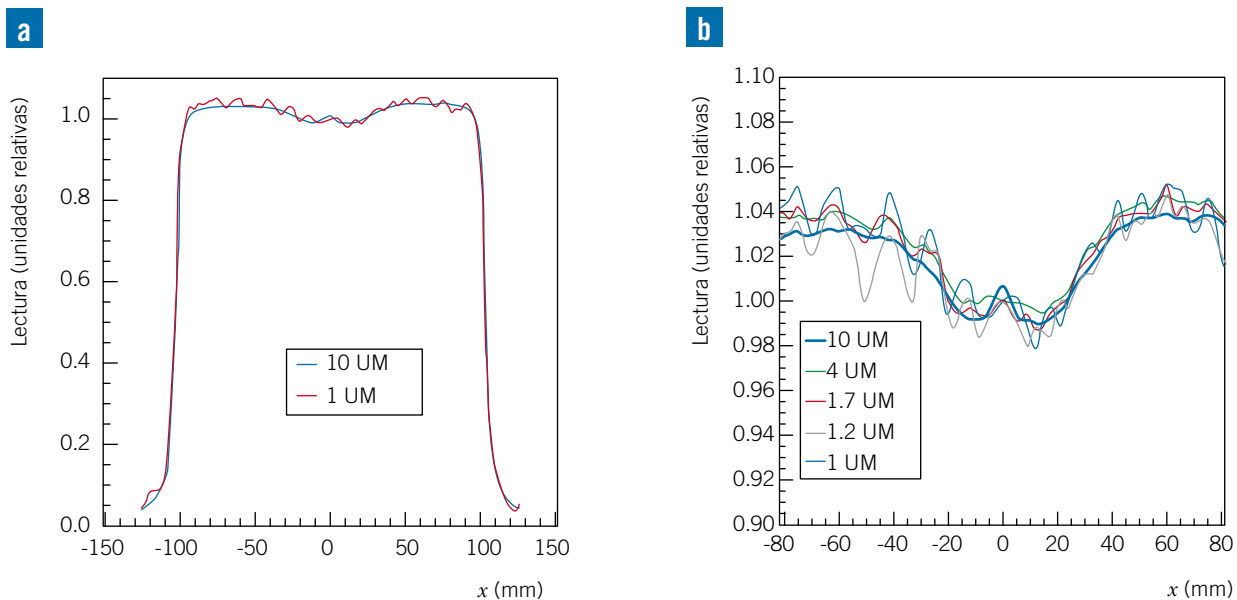 a
Lectura (unidades relativas)
1.0
0.8
0.6
0.4
0.2
0.0
-150
-100
-50
0
50
100
150
x (mm)
10 UM
1 UM
b
Lectura (unidades relativas)
1.10
1.08
1.06
1.04
1.02
1.00
0.98
0.96
0.94
0.92
0.90
-80
-60
-40
-20
0
20
40
60
80
x (mm)
10 UM
4 UM
1.7 UM
1.2 UM
1 UM